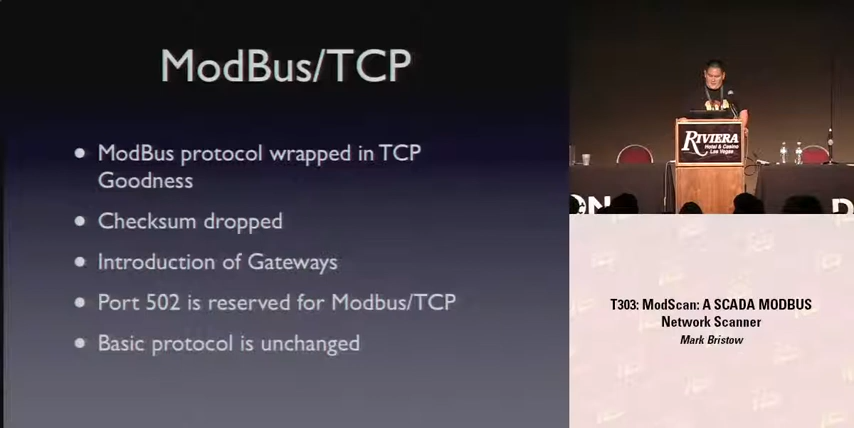 ModBus/TCP
ModBus protocol wrapped in TCP
Goodness
Checksum dropped
Introduction of Gateways
Port 502 is reserved for Modbus/TCP
Basic protocol is unchanged
RIVIERA
Hotel & Casino
Las Vegas
ON
D
T303: ModScan: A SCADA MODBUS
Network Scanner
Mark Bristow